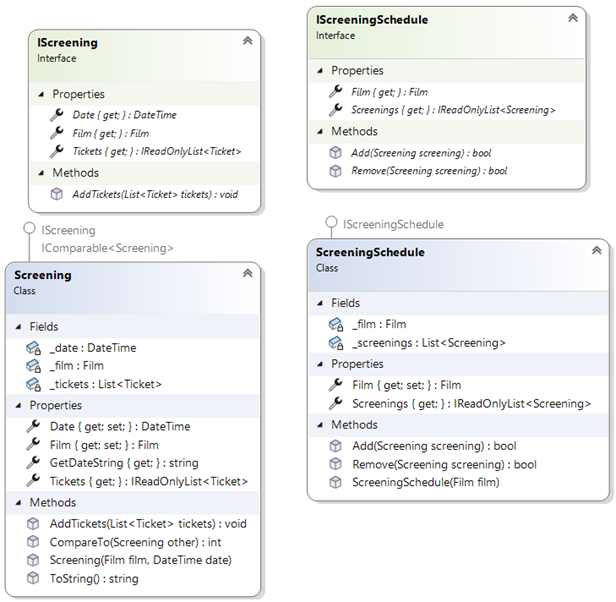 IScreening
Interface
Properties
Date { get; } : DateTime
Film { get; } : Film
Tickets { get; } : IReadOnlyList<Ticket>
Methods
AddTickets(List<Ticket> tickets) : void
IScreeningSchedule
Interface
Properties
Film { get; } : Film
Screenings { get; } : IReadOnlyList<Screening>
Methods
Add(Screening screening) : bool
Remove(Screening screening) : bool
IScreening
IComparable<Screening>
Screening
Class
Fields
_date : DateTime
_film : Film
_tickets : List<Ticket>
Properties
Date { get; set; } : DateTime
Film { get; set; } : Film
GetDateString { get; } : string
Tickets { get; } : IReadOnlyList<Ticket>
Methods
AddTickets(List<Ticket> tickets) : void
CompareTo(Screening other) : int
Screening(Film film, DateTime date)
ToString() : string
IScreeningSchedule
ScreeningSchedule
Class
Fields
_film : Film
_screenings : List<Screening>
Properties
Film { get; set; } : Film
Screenings { get; } : IReadOnlyList<Screening>
Methods
Add(Screening screening) : bool
Remove(Screening screening) : bool
ScreeningSchedule(Film film)